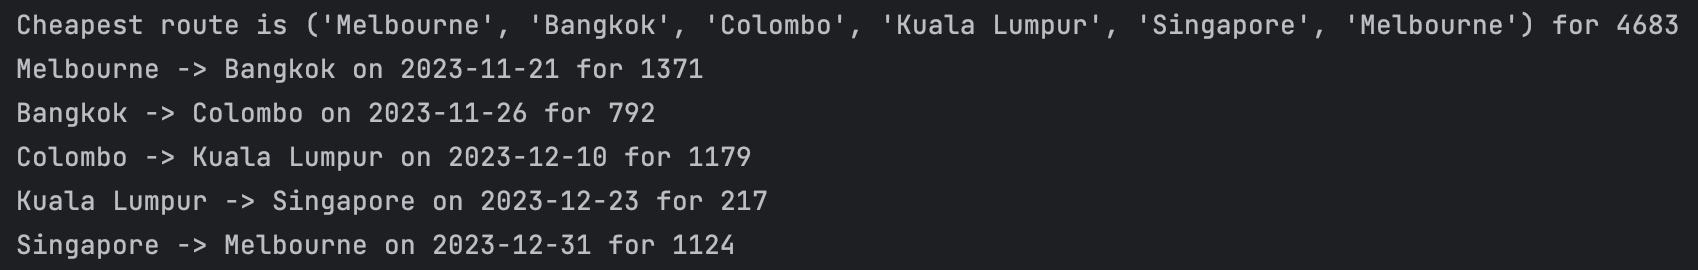 Cheapest route is ('Melbourne', 'Bangkok', 'Colombo', 'Kuala Lumpur', 'Singapore', 'Melbourne') for 4683
Melbourne -> Bangkok on 2023-11-21 for 1371
Bangkok -> Colombo on 2023-11-26 for 792
Colombo -> Kuala Lumpur on 2023-12-10 for 1179
Kuala Lumpur -> Singapore on 2023-12-23 for 217
Singapore -> Melbourne on 2023-12-31 for 1124